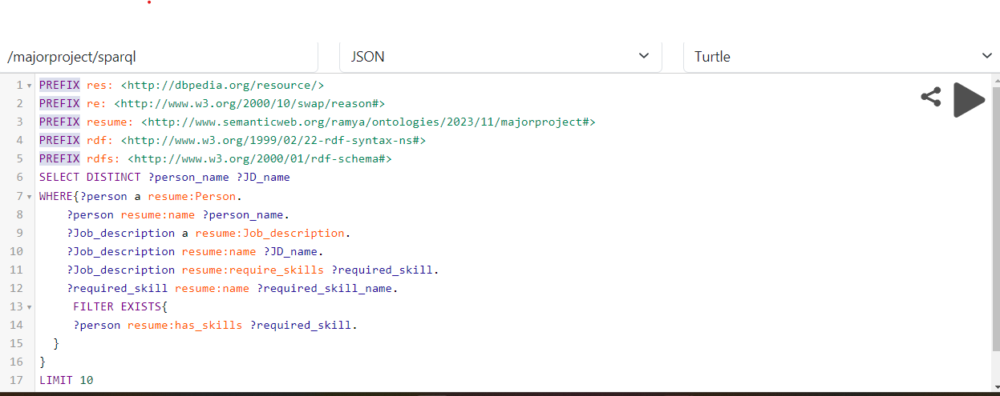 /majorproject/sparql JSON Turtle
1 PREFIX res: <http://dbpedia.org/resource/>
2 PREFIX re: <http://www.w3.org/2000/10/swap/reason#>
3 PREFIX resume: <http://www.semanticweb.org/ramya/ontologies/2023/11/majorproject#>
4 PREFIX rdf: <http://www.w3.org/1999/02/22-rdf-syntax-ns#>
5 PREFIX rdfs: <http://www.w3.org/2000/01/rdf-schema#>
6 SELECT DISTINCT ?person_name ?JD_name
7 WHERE{?person a resume:Person.
8 ?person resume:name ?person_name.
9 ?Job_description a resume:Job_description.
10 ?Job_description resume:name ?JD_name.
11 ?Job_description resume:require_skills ?required_skill.
12 ?required_skill resume:name ?required_skill_name.
13 FILTER EXISTS{
14 ?person resume:has_skills ?required_skill.
15 }
16 }
17 LIMIT 10